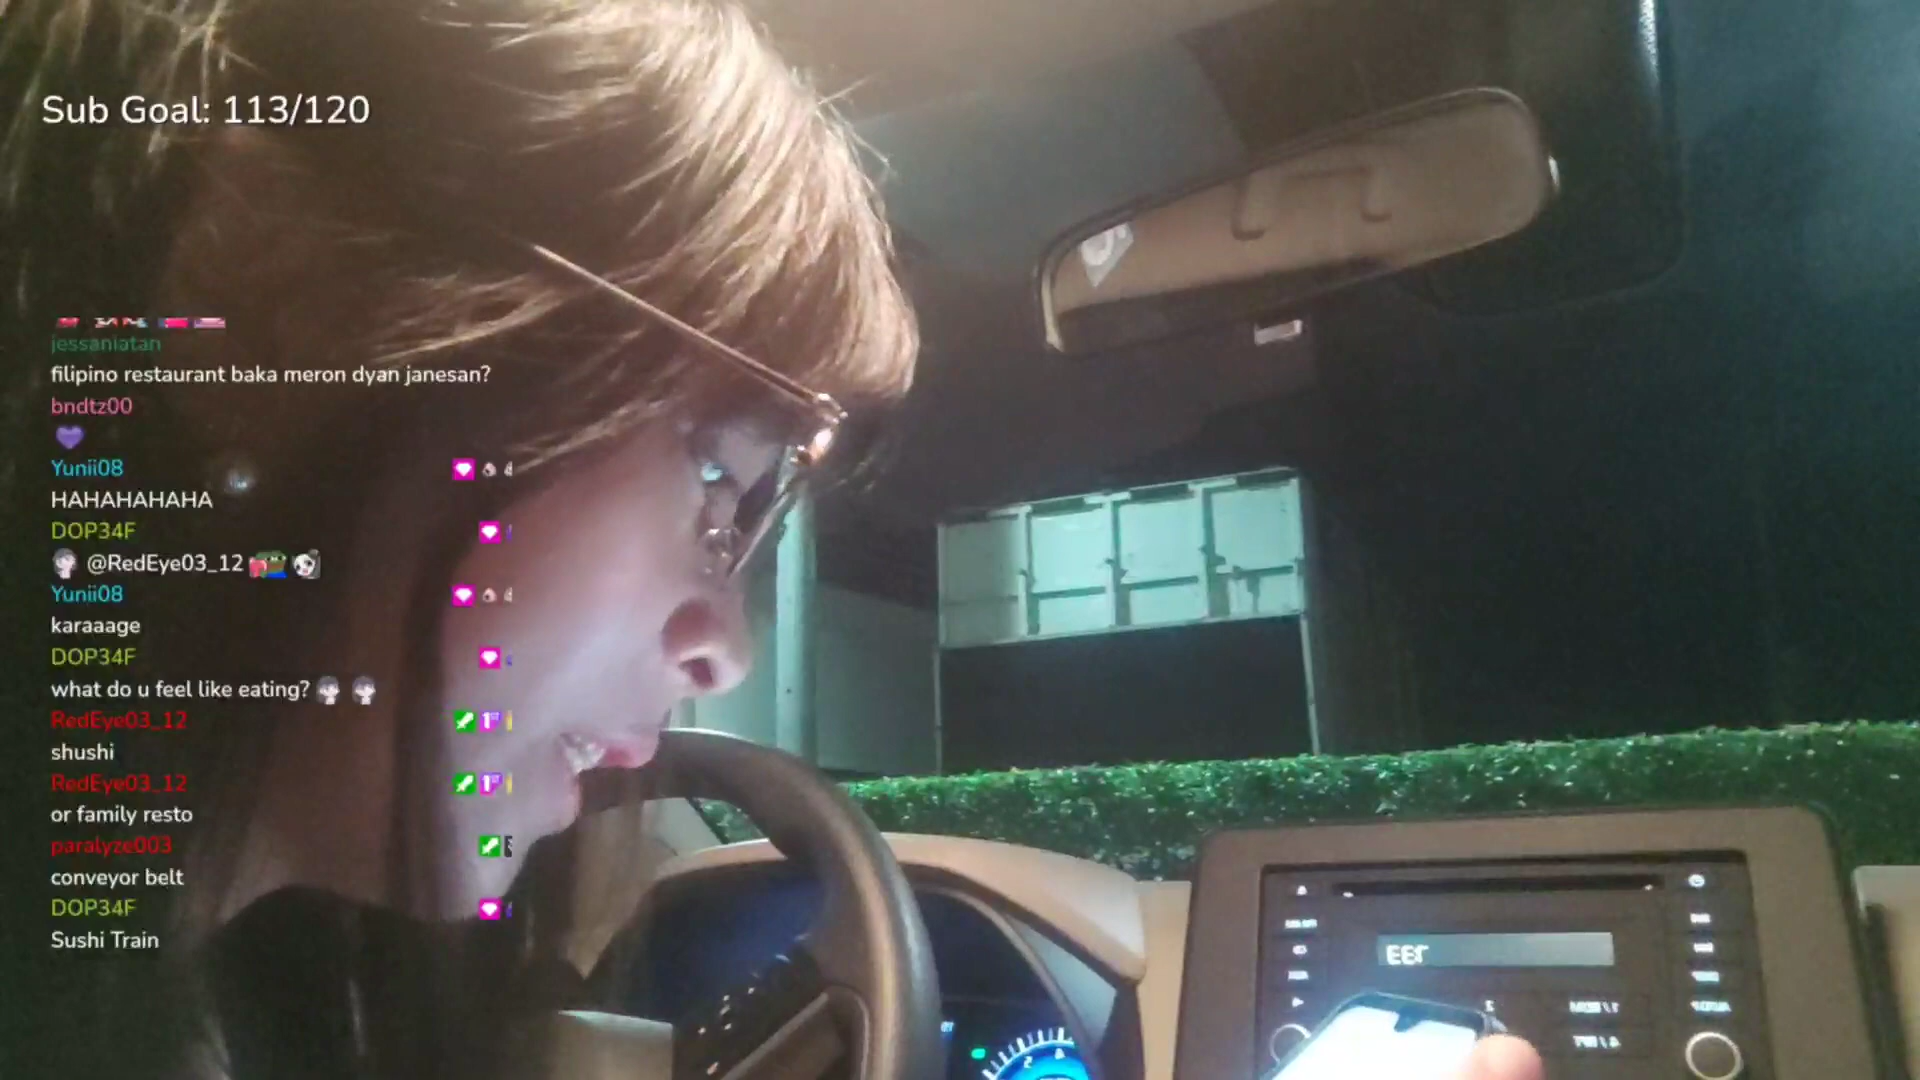 Sub Goal: 113/120
jessaniatan
filipino restaurant baka meron dyan janesan?
bndtz00
Yunii08
HAHAHAHAHA
DOP34F
@RedEye03_12
Yunii08
karaaage
DOP34F
what do u feel like eating?
RedEye03_12
shushi
RedEye03_12
or family resto
paralyze003
conveyor belt
DOP34F
Sushi Train